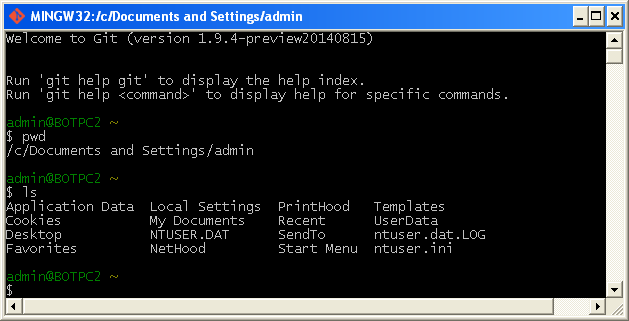 MINGW32:/c/Documents and Settings/admin
Welcome to Git (version 1.9.4-preview20140815)
Run 'git help git' to display the help index.
Run 'git help <command>' to display help for specific commands.
admin@BOTPC2 ~
$ pwd
/c/Documents and Settings/admin
admin@BOTPC2 ~
$ ls
Application Data  Local Settings  PrintHood   Templates
Cookies           My Documents    Recent      UserData
Desktop           NTUSER.DAT      SendTo      ntuser.dat.LOG
Favorites         NetHood         Start Menu  ntuser.ini
admin@BOTPC2 ~
$